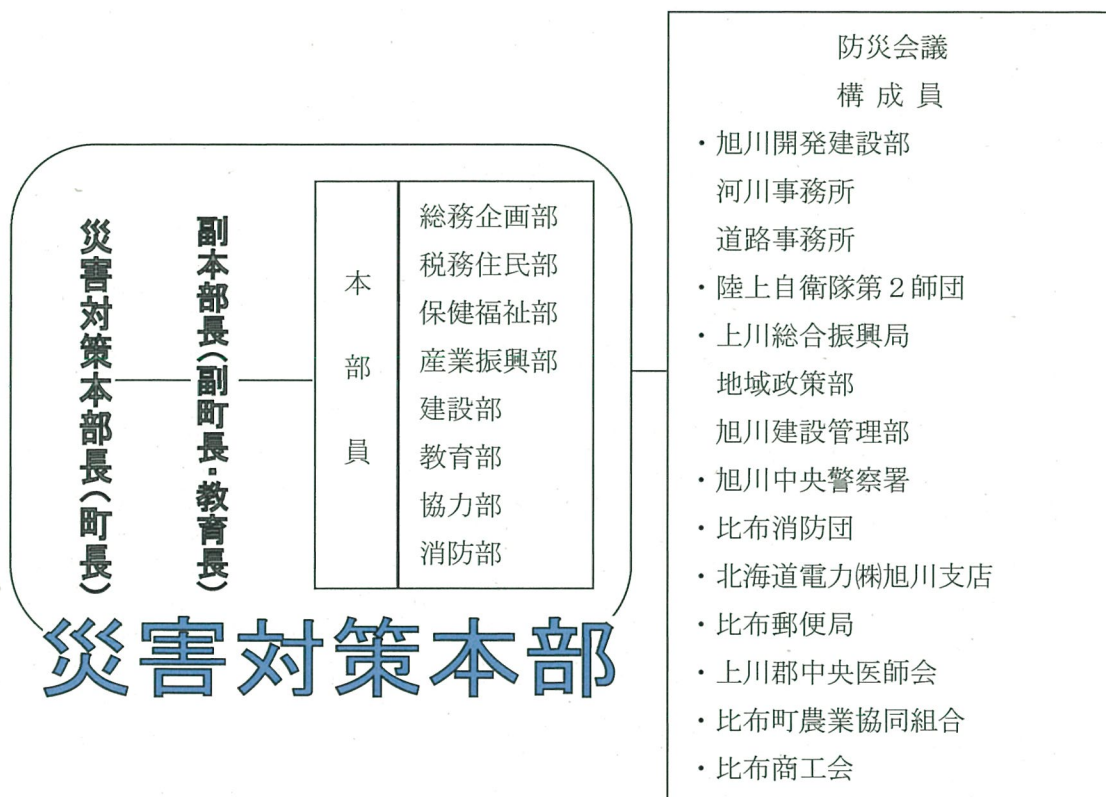 災害対策本部長(町長)
副本部長(副町長・教育長)
本部員
総務企画部
税務住民部
保健福祉部
産業振興部
建設部
教育部
協力部
消防部
災害対策本部
防災会議
構成員
・旭川開発建設部
河川事務所
道路事務所
・陸上自衛隊第2師団
・上川総合振興局
地域政策部
旭川建設管理部
・旭川中央警察署
・比布消防団
・北海道電力㈱旭川支店
・比布郵便局
・上川郡中央医師会
・比布町農業協同組合
・比布商工会